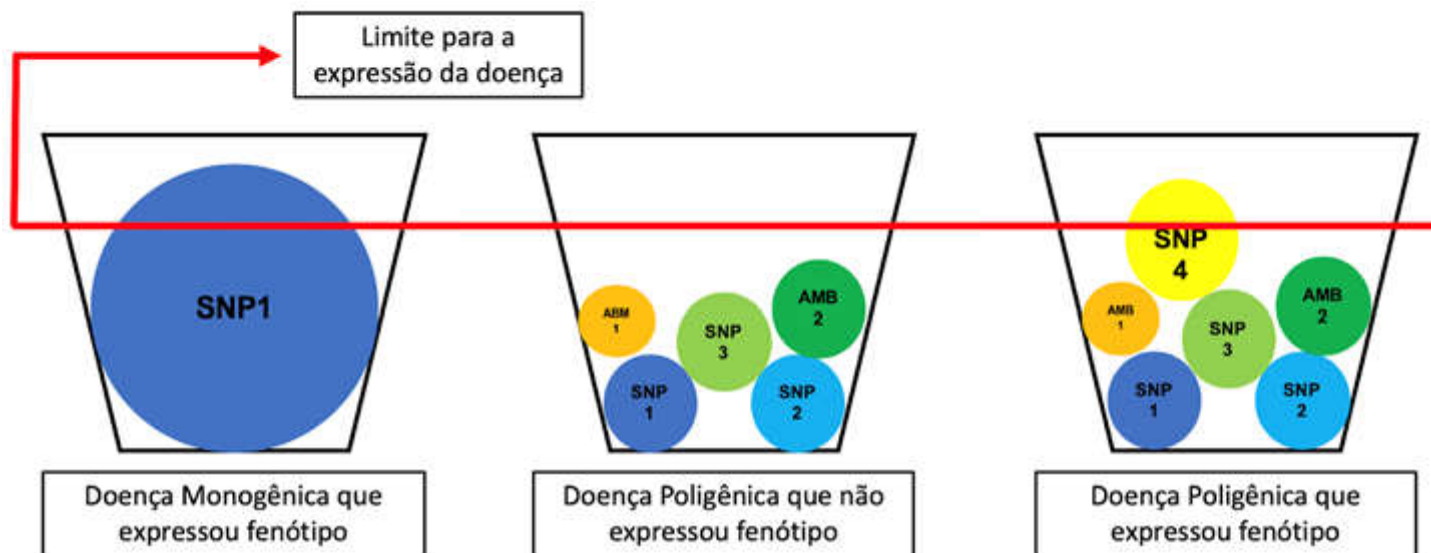 Limite para a
expressão da doença
SNP1
ABM
1
SNP
3
AMB
2
SNP
1
SNP
2
SNP
4
AMB
1
SNP
3
AMB
2
SNP
1
SNP
2
Doença Monogênica que
expressou fenótipo
Doença Poligênica que não
expressou fenótipo
Doença Poligênica que
expressou fenótipo